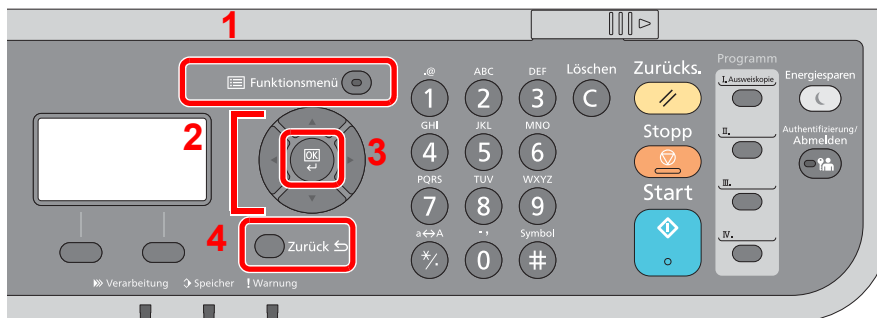 1
Funktionsmenü
2
3
OK
4
Zurück
Verarbeitung Speicher ! Warnung
.@ ABC DEF Löschen
1 2 3 C
GHI JKL MNO
4 5 6
PQRS TUV WXYZ
7 8 9
a↔A - , Symbol
*/. 0 #
Zurücks.
Stopp
Start
Programm
I. Ausweiskopie
II.
III.
IV.
Energiesparen
Authentifizierung/
Abmelden